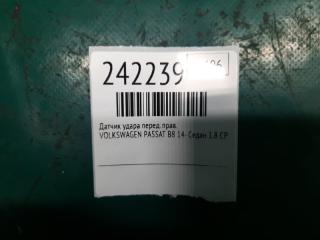 242239
Датчик удара перед. прав.
VOLKSWAGEN PASSAT B8 14- Седан 1.8 CP